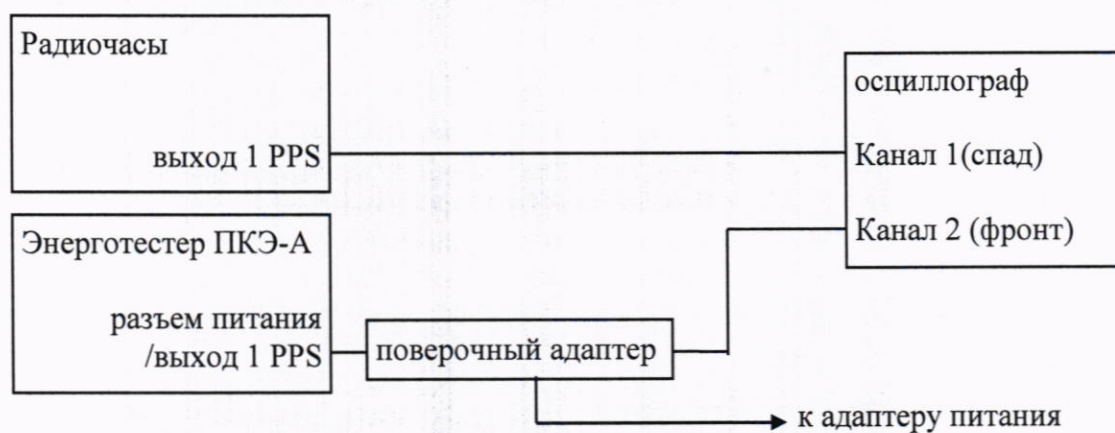 Радиочасы
выход 1 PPS
осциллограф
Канал 1(спад)
Канал 2 (фронт)
Энерготестер ПКЭ-А
разъем питания
/выход 1 PPS
поверочный адаптер
к адаптеру питания